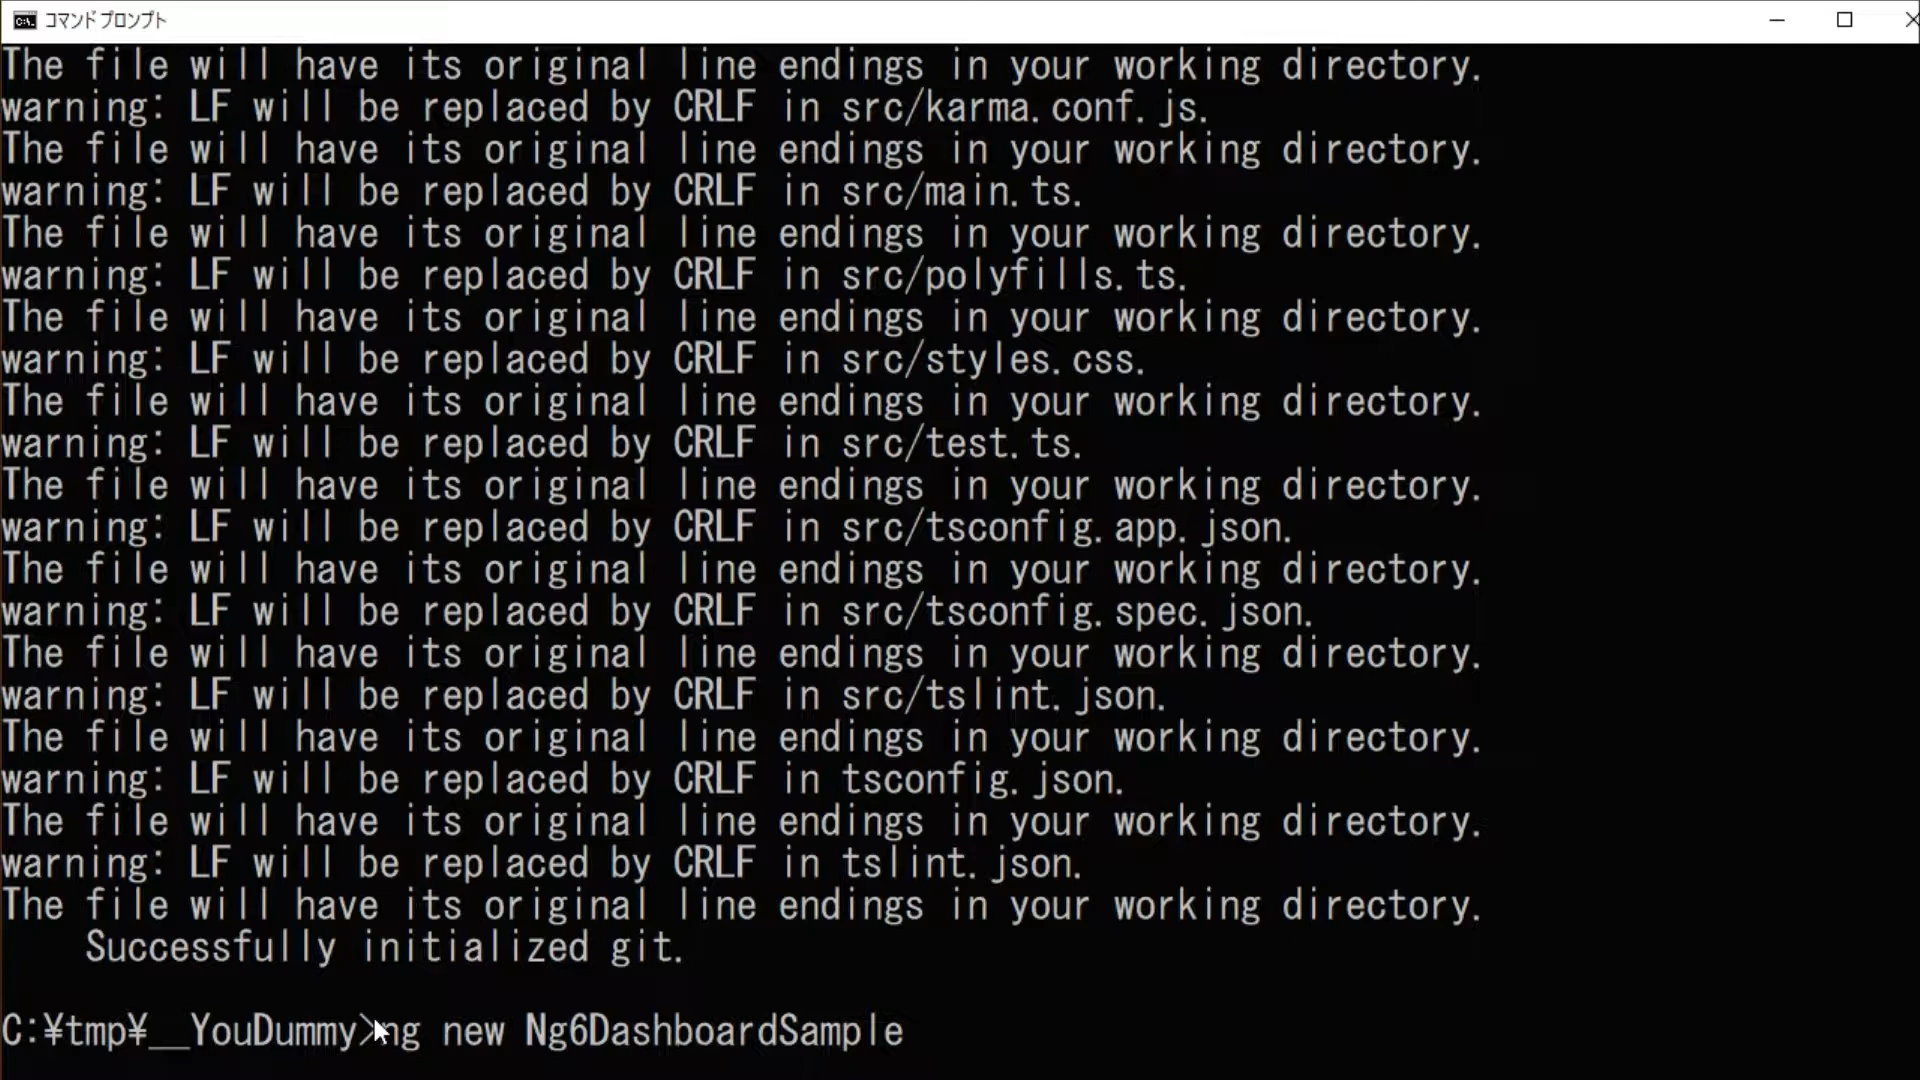 コマンド プロンプト
The file will have its original line endings in your working directory.
warning: LF will be replaced by CRLF in src/karma.conf.js.
The file will have its original line endings in your working directory.
warning: LF will be replaced by CRLF in src/main.ts.
The file will have its original line endings in your working directory.
warning: LF will be replaced by CRLF in src/polyfills.ts.
The file will have its original line endings in your working directory.
warning: LF will be replaced by CRLF in src/styles.css.
The file will have its original line endings in your working directory.
warning: LF will be replaced by CRLF in src/test.ts.
The file will have its original line endings in your working directory.
warning: LF will be replaced by CRLF in src/tsconfig.app.json.
The file will have its original line endings in your working directory.
warning: LF will be replaced by CRLF in src/tsconfig.spec.json.
The file will have its original line endings in your working directory.
warning: LF will be replaced by CRLF in src/tslint.json.
The file will have its original line endings in your working directory.
warning: LF will be replaced by CRLF in tsconfig.json.
The file will have its original line endings in your working directory.
warning: LF will be replaced by CRLF in tslint.json.
The file will have its original line endings in your working directory.
    Successfully initialized git.
C:¥tmp¥__YouDummy>ng new Ng6DashboardSample